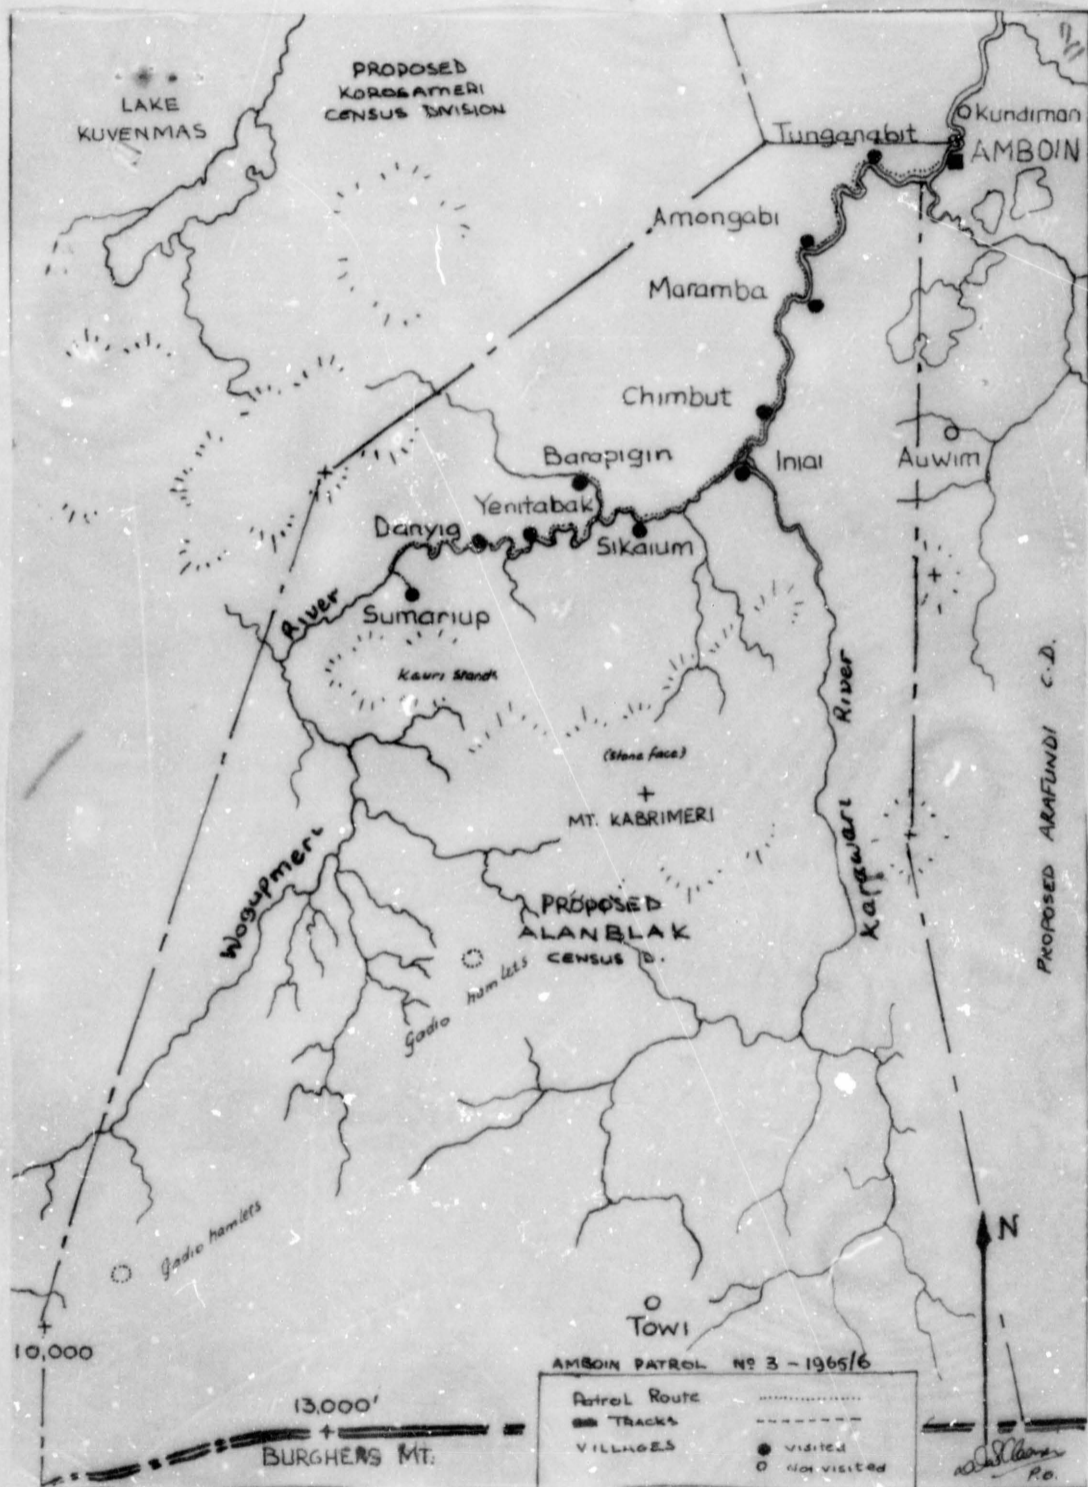 LAKE
KUVENMAS
PROPOSED
KOROSAMERI
CENSUS DIVISION
Kundiman
Tunganabit
AMBOIN
Amongabi
Maramba
Chimbut
Barapigin
Iniai
Auwim
Yenitabak
Danyig
Sikaium
River
Sumariup
Kauri Stands
River
(Stone face)
MT. KABRIMERI
PROPOSED ARAFUNDI C.D.
Wogupmeri
Karawari
PROPOSED
ALANBLAK
CENSUS D.
Gadio hamlets
Gadio hamlets
N
TOWI
10,000
AMBOIN PATROL Nº 3 - 1965/6
Patrol Route
TRACKS
VILLAGES
visited
Not visited
13,000'
BURGHERS MT.
P.O.